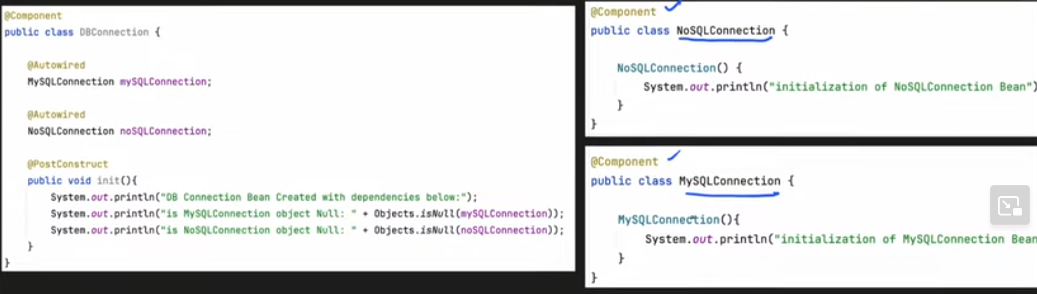 @Component
public class DBConnection {
@Autowired
MySQLConnection mySQLConnection;
@Autowired
NoSQLConnection noSQLConnection;
@PostConstruct
public void init(){
System.out.println("DB Connection Bean Created with dependencies below:");
System.out.println("is MySQLConnection object Null: " + Objects.isNull(mySQLConnection));
System.out.println("is NoSQLConnection object Null: " + Objects.isNull(noSQLConnection));
}
}
@Component
public class NoSQLConnection {
NoSQLConnection() {
System.out.println("initialization of NoSQLConnection Bean")
}
}
@Component
public class MySQLConnection {
MySQLConnection(){
System.out.println("initialization of MySQLConnection Bean
}
}